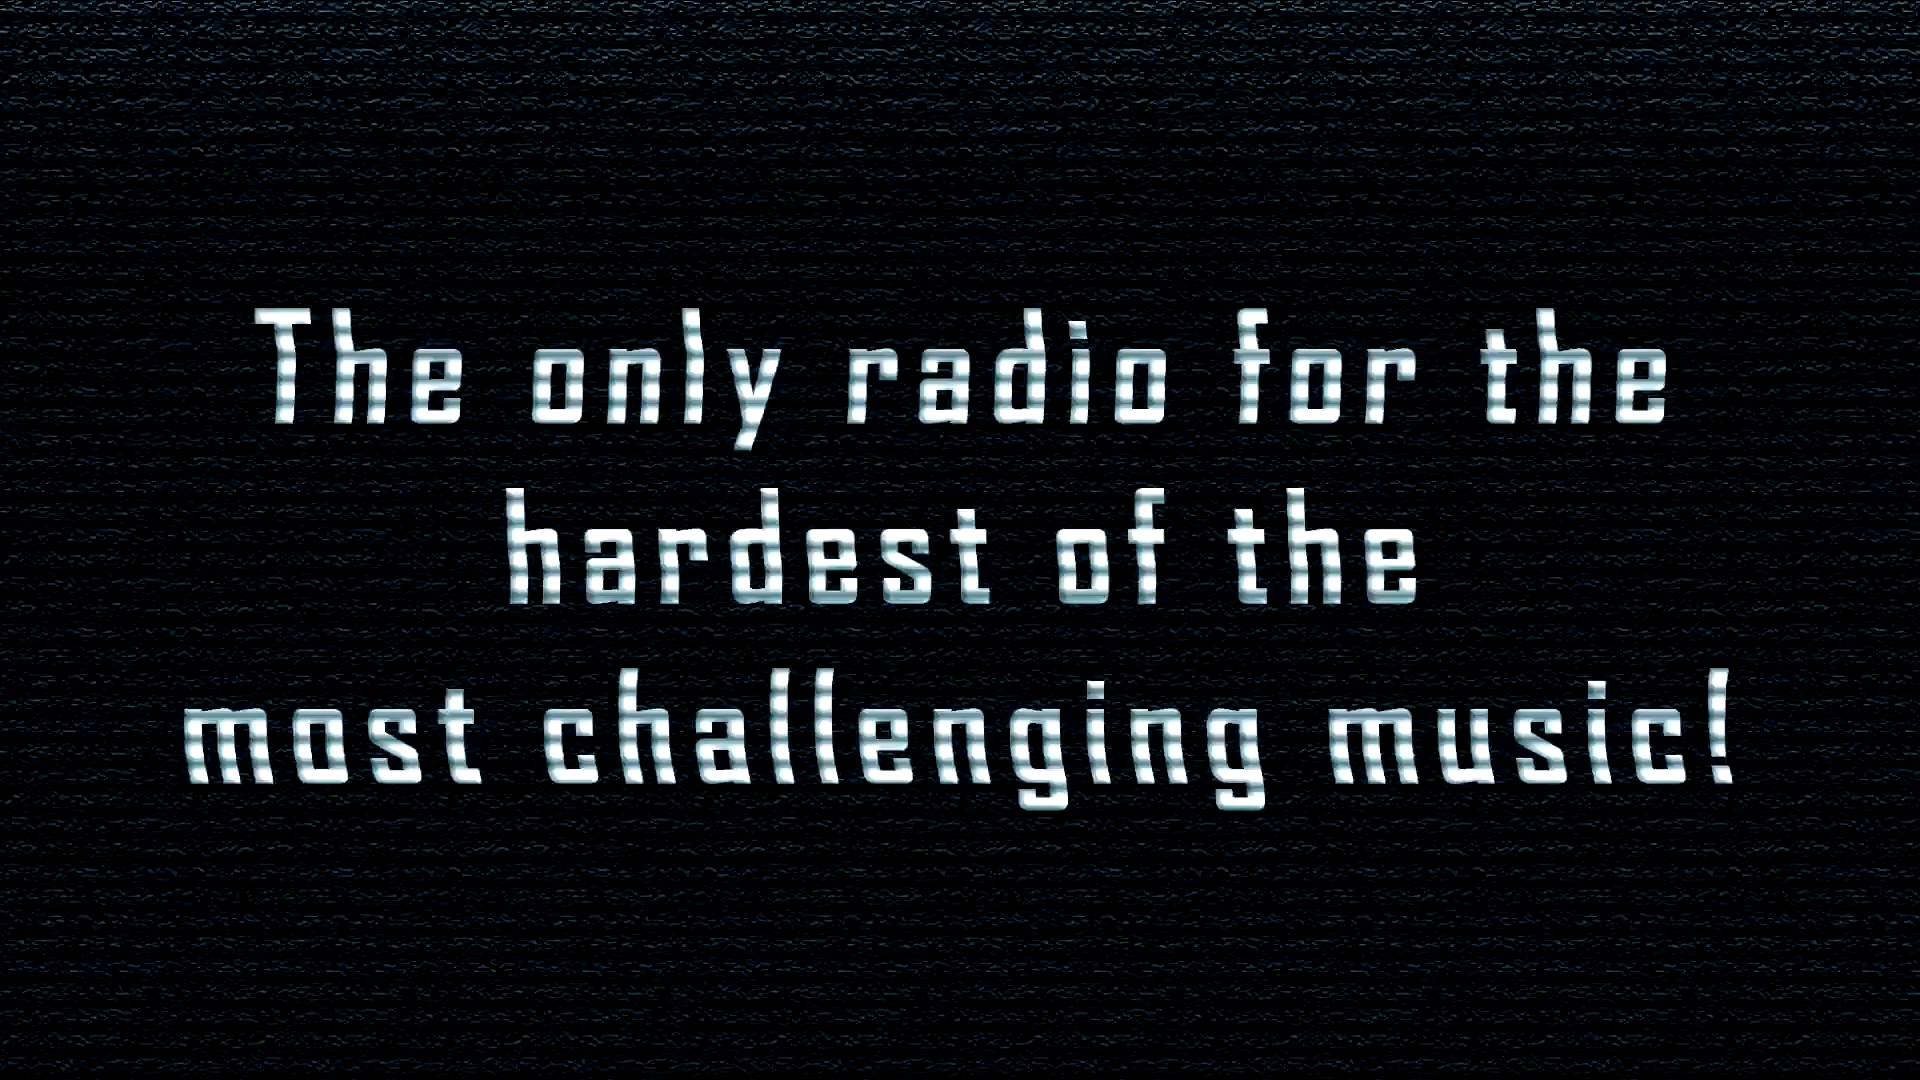 The only radio for the
hardest of the
most challenging music!